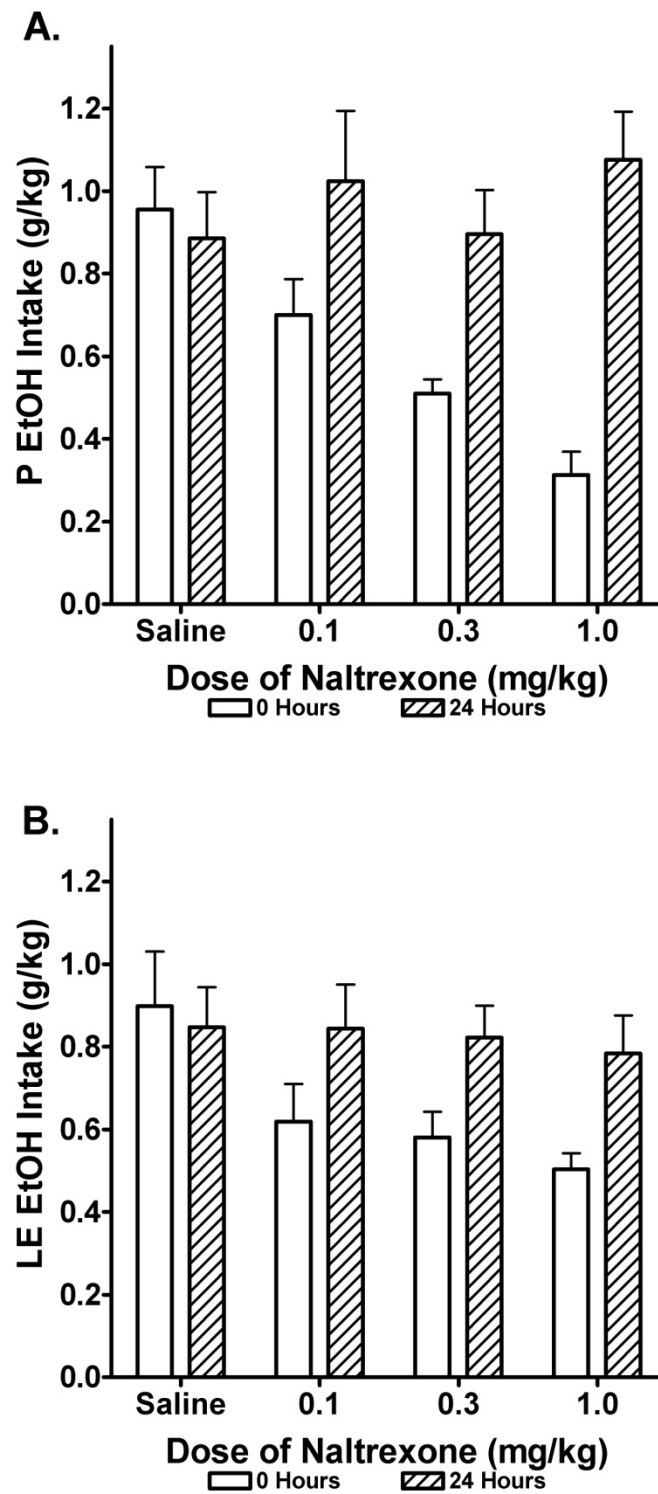 A.
P EtOH Intake (g/kg)
1.2
1.0
0.8
0.6
0.4
0.2
0.0
Saline 0.1 0.3 1.0
Dose of Naltrexone (mg/kg)
0 Hours 24 Hours
B.
LE EtOH Intake (g/kg)
1.2
1.0
0.8
0.6
0.4
0.2
0.0
Saline 0.1 0.3 1.0
Dose of Naltrexone (mg/kg)
0 Hours 24 Hours